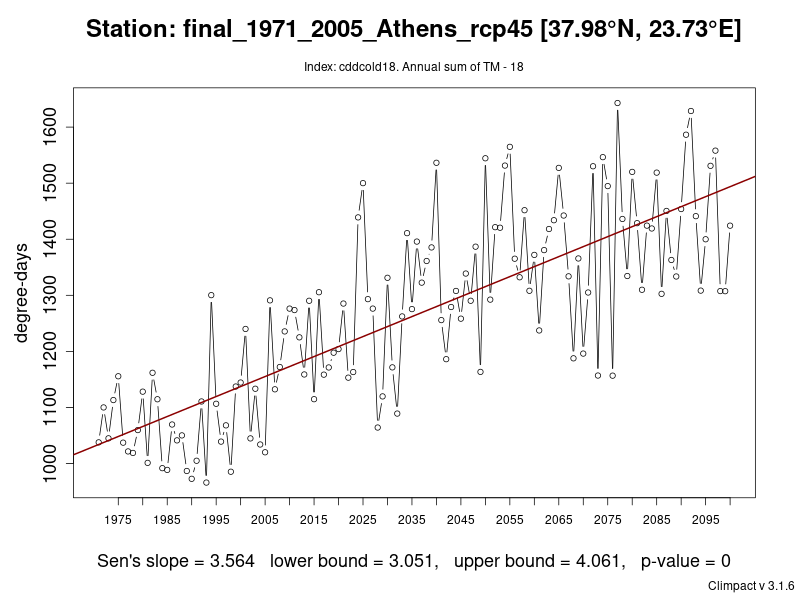 Station: final_1971_2005_Athens_rcp45 [37.98°N, 23.73°E]
Index: cddcold18. Annual sum of TM - 18
degree-days
1600
1500
1400
1300
1200
1100
1000
1975 1985 1995 2005 2015 2025 2035 2045 2055 2065 2075 2085 2095
Sen's slope = 3.564 lower bound = 3.051, upper bound = 4.061, p-value = 0
Climpact v 3.1.6